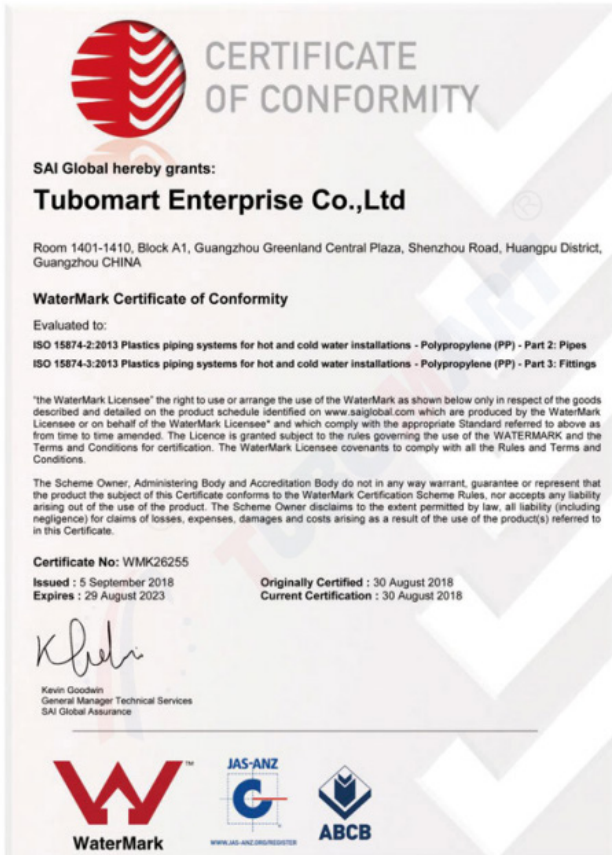 CERTIFICATE
OF CONFORMITY
SAI Global hereby grants:
Tubomart Enterprise Co.,Ltd
Room 1401-1410, Block A1, Guangzhou Greenland Central Plaza, Shenzhou Road, Huangpu District,
Guangzhou CHINA
WaterMark Certificate of Conformity
Evaluated to:
ISO 15874-2:2013 Plastics piping systems for hot and cold water installations - Polypropylene (PP) - Part 2: Pipes
ISO 15874-3:2013 Plastics piping systems for hot and cold water installations - Polypropylene (PP) - Part 3: Fittings
"the WaterMark Licensee" the right to use or arrange the use of the WaterMark as shown below only in respect of the goods
described and detailed on the product schedule identified on www.saiglobal.com which are produced by the WaterMark
Licensee or on behalf of the WaterMark Licensee* and which comply with the appropriate Standard referred to above as
from time to time amended. The Licence is granted subject to the rules governing the use of the WATERMARK and the
Terms and Conditions for certification. The WaterMark Licensee covenants to comply with all the Rules and Terms and
Conditions.
The Scheme Owner, Administering Body and Accreditation Body do not in any way warrant, guarantee or represent that
the product the subject of this Certificate conforms to the WaterMark Certification Scheme Rules, nor accepts any liability
arising out of the use of the product. The Scheme Owner disclaims to the extent permitted by law, all liability (including
negligence) for claims of losses, expenses, damages and costs arising as a result of the use of the product(s) referred to
in this Certificate.
Certificate No: WMK26255
Issued : 5 September 2018 Originally Certified : 30 August 2018
Expires : 29 August 2023 Current Certification : 30 August 2018
Kevin Goodwin
General Manager Technical Services
SAI Global Assurance
TUBOMART
®
™
WaterMark
JAS-ANZ
C
WWW.JAS-ANZ.ORG/REGISTER
ABCB